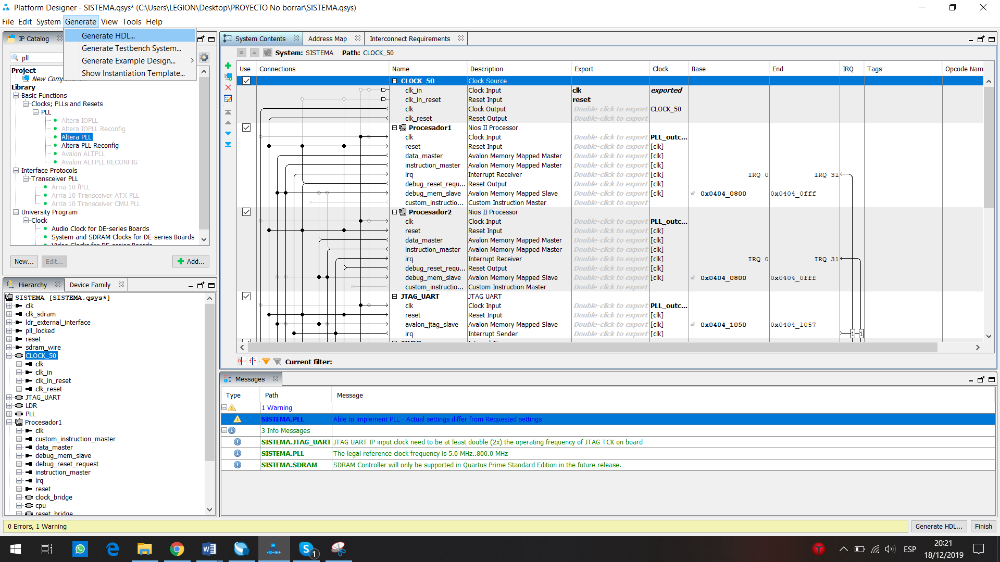 Platform Designer - SISTEMA.qsys* (C:\Users\LEGION\Desktop\PROYECTO No borrar\SISTEMA.qsys)
File Edit System Generate View Tools Help
Generate HDL...
Generate Testbench System...
Generate Example Design...
Show Instantiation Template...
IP Catalog
pll
Project
New Compon
Library
Basic Functions
Clocks; PLLs and Resets
PLL
Altera IOPLL
Altera IOPLL Reconfig
Altera PLL
Altera PLL Reconfig
Avalon ALTPLL
Avalon ALTPLL RECONFIG
Interface Protocols
Transceiver PLL
Arria 10 fPLL
Arria 10 Transceiver ATX PLL
Arria 10 Transceiver CMU PLL
University Program
Clock
Audio Clock for DE-series Boards
System and SDRAM Clocks for DE-series Boards
Video Clocks for DE-series Boards
New... Edit... Add...
Hierarchy Device Family
SISTEMA [SISTEMA.qsys*]
clk
clk_sdram
ldr_external_interface
pll_locked
reset
sdram_wire
CLOCK_50
clk
clk_in
clk_in_reset
clk_reset
JTAG_UART
LDR
PLL
Procesador1
clk
custom_instruction_master
data_master
debug_mem_slave
debug_reset_request
instruction_master
irq
reset
clock_bridge
cpu
reset_bridge
System Contents Address Map Interconnect Requirements
System: SISTEMA Path: CLOCK_50
Use Connections Name Description Export Clock Base End IRQ Tags Opcode Nam
CLOCK_50 Clock Source
clk_in Clock Input clk exported
clk_in_reset Reset Input reset
clk Clock Output Double-click to export CLOCK_50
clk_reset Reset Output Double-click to export
Procesador1 Nios II Processor
clk Clock Input Double-click to export PLL_outc...
reset Reset Input Double-click to export [clk]
data_master Avalon Memory Mapped Master Double-click to export [clk]
instruction_master Avalon Memory Mapped Master Double-click to export [clk]
irq Interrupt Receiver Double-click to export [clk] IRQ 0 IRQ 31
debug_reset_requ... Reset Output Double-click to export [clk]
debug_mem_slave Avalon Memory Mapped Slave Double-click to export [clk] 0x0404_0800 0x0404_0fff
custom_instructio... Custom Instruction Master Double-click to export
Procesador2 Nios II Processor
clk Clock Input Double-click to export PLL_outc...
reset Reset Input Double-click to export [clk]
data_master Avalon Memory Mapped Master Double-click to export [clk]
instruction_master Avalon Memory Mapped Master Double-click to export [clk]
irq Interrupt Receiver Double-click to export [clk] IRQ 0 IRQ 31
debug_reset_requ... Reset Output Double-click to export [clk]
debug_mem_slave Avalon Memory Mapped Slave Double-click to export [clk] 0x0404_0800 0x0404_0fff
custom_instructio... Custom Instruction Master Double-click to export
JTAG_UART JTAG UART
clk Clock Input Double-click to export PLL_outc...
reset Reset Input Double-click to export [clk]
avalon_jtag_slave Avalon Memory Mapped Slave Double-click to export [clk] 0x0404_1050 0x0404_1057
irq Interrupt Sender Double-click to export [clk] 1 1
Current filter:
Messages
Type Path Message
1 Warning
SISTEMA.PLL Able to implement PLL - Actual settings differ from Requested settings
3 Info Messages
SISTEMA.JTAG_UART JTAG UART IP input clock need to be at least double (2x) the operating frequency of JTAG TCK on board
SISTEMA.PLL The legal reference clock frequency is 5.0 MHz..800.0 MHz
SISTEMA.SDRAM SDRAM Controller will only be supported in Quartus Prime Standard Edition in the future release.
0 Errors, 1 Warning Generate HDL... Finish
1 ESP 20:21
18/12/2019